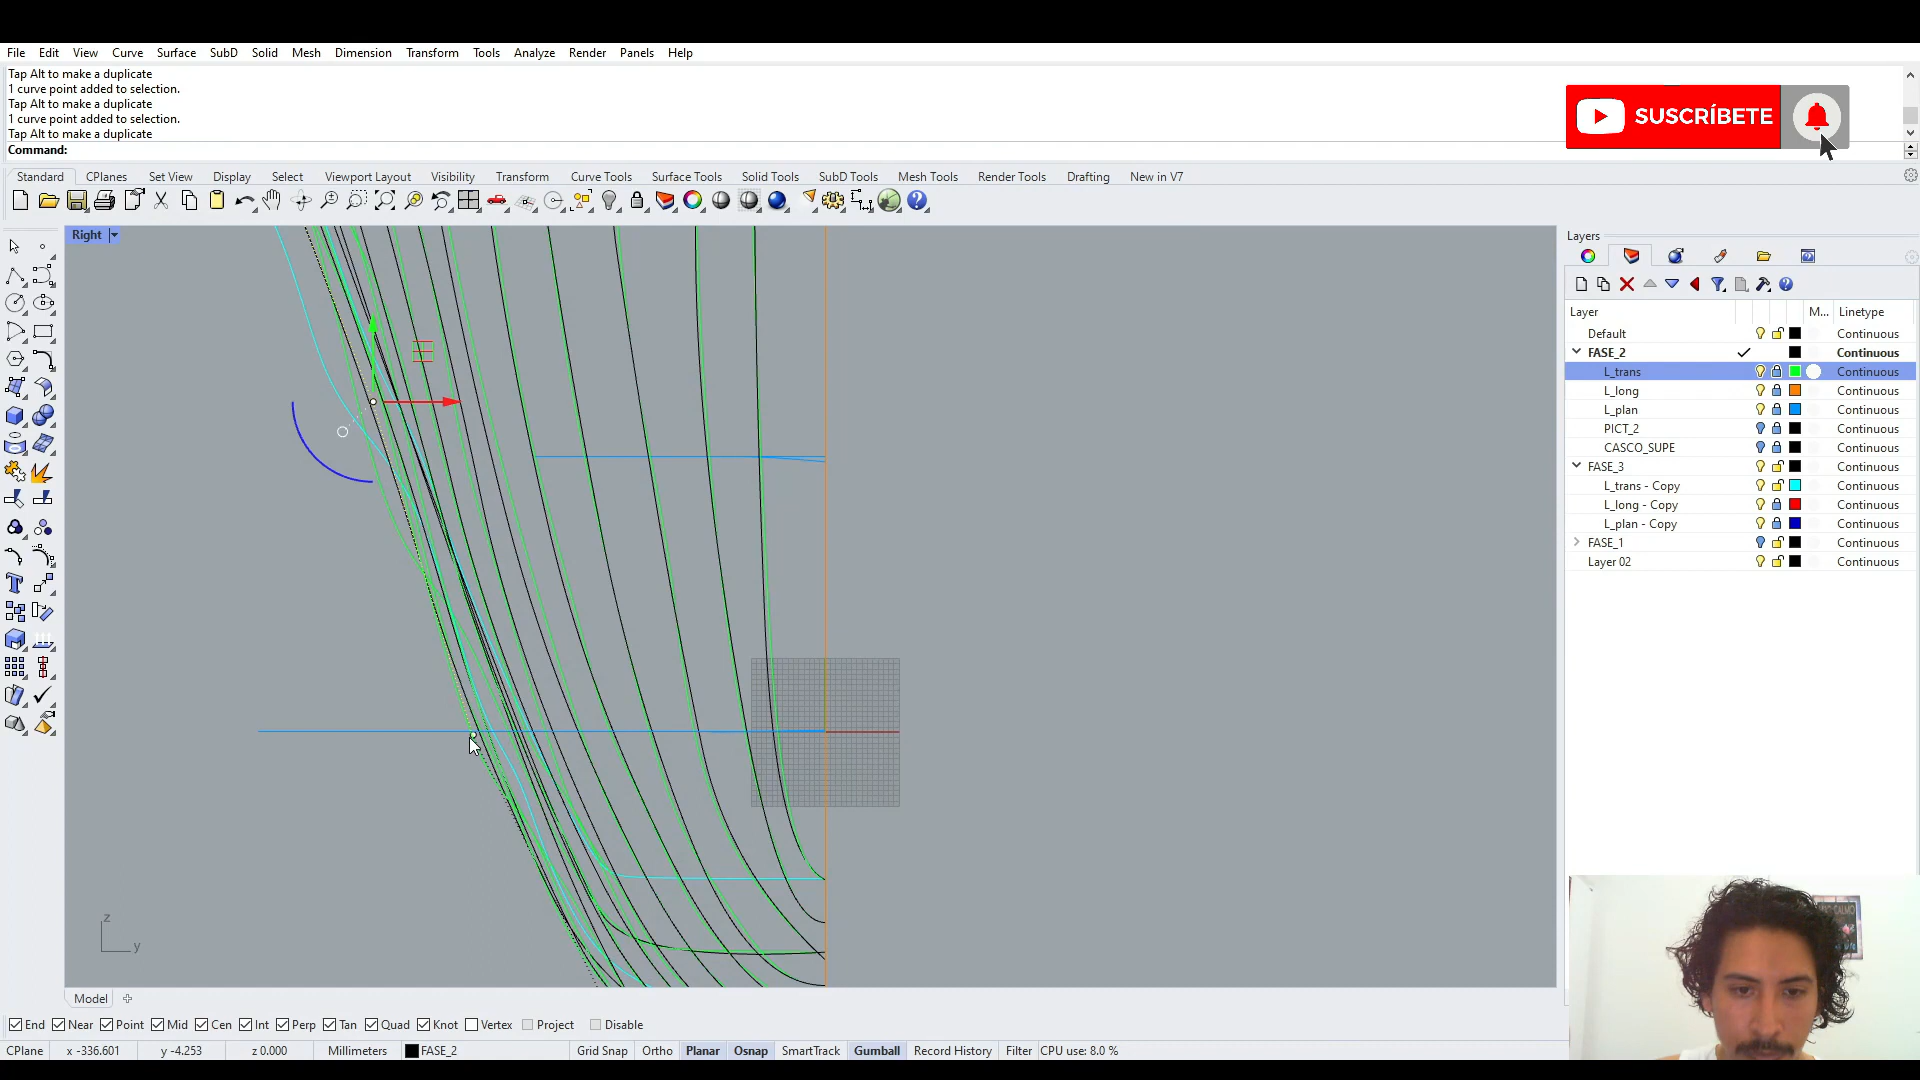 File Edit View Curve Surface SubD Solid Mesh Dimension Transform Tools Analyze Render Panels Help
Tap Alt to make a duplicate
1 curve point added to selection.
Tap Alt to make a duplicate
1 curve point added to selection.
Tap Alt to make a duplicate
Command:
SUSCRÍBETE
Standard CPlanes Set View Display Select Viewport Layout Visibility Transform Curve Tools Surface Tools Solid Tools SubD Tools Mesh Tools Render Tools Drafting New in V7
Right
Layers
Layer M... Linetype
Default Continuous
FASE_2 Continuous
L_trans Continuous
L_long Continuous
L_plan Continuous
PICT_2 Continuous
CASCO_SUPE Continuous
FASE_3 Continuous
L_trans - Copy Continuous
L_long - Copy Continuous
L_plan - Copy Continuous
FASE_1 Continuous
Layer 02 Continuous
z
y
Model
End Near Point Mid Cen Int Perp Tan Quad Knot Vertex Project Disable
CPlane x -336.601 y -4.253 z 0.000 Millimeters FASE_2 Grid Snap Ortho Planar Osnap SmartTrack Gumball Record History Filter CPU use: 8.0 %